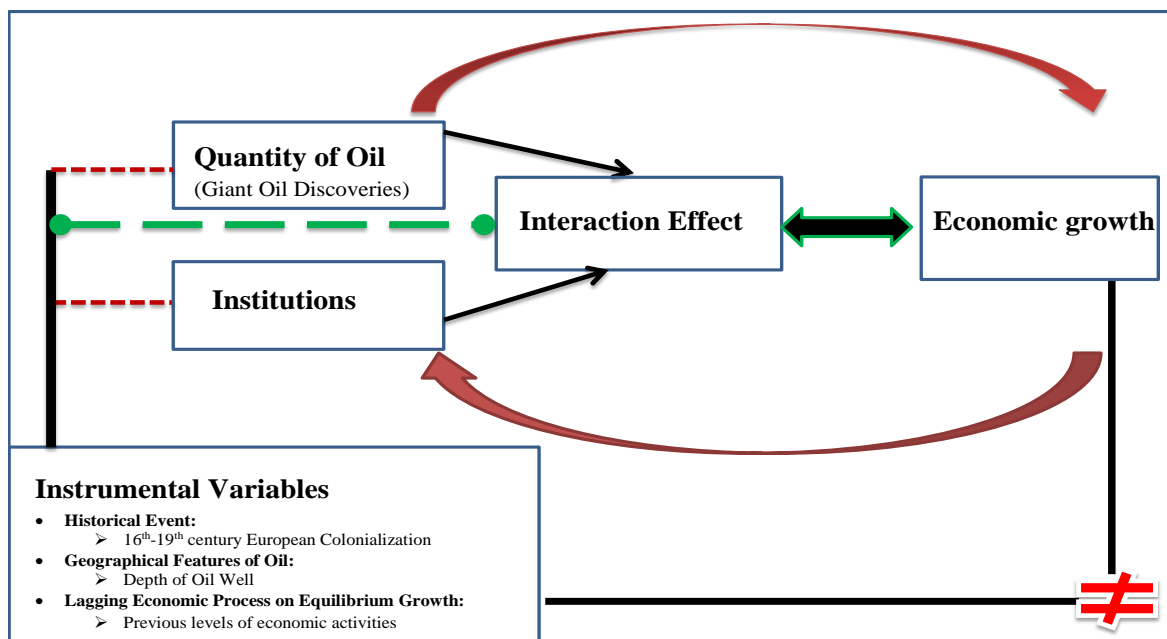 Quantity of Oil
(Giant Oil Discoveries)
Interaction Effect
Economic growth
Institutions
Instrumental Variables
• Historical Event:
➢ 16th-19th century European Colonialization
• Geographical Features of Oil:
➢ Depth of Oil Well
• Lagging Economic Process on Equilibrium Growth:
➢ Previous levels of economic activities
≠